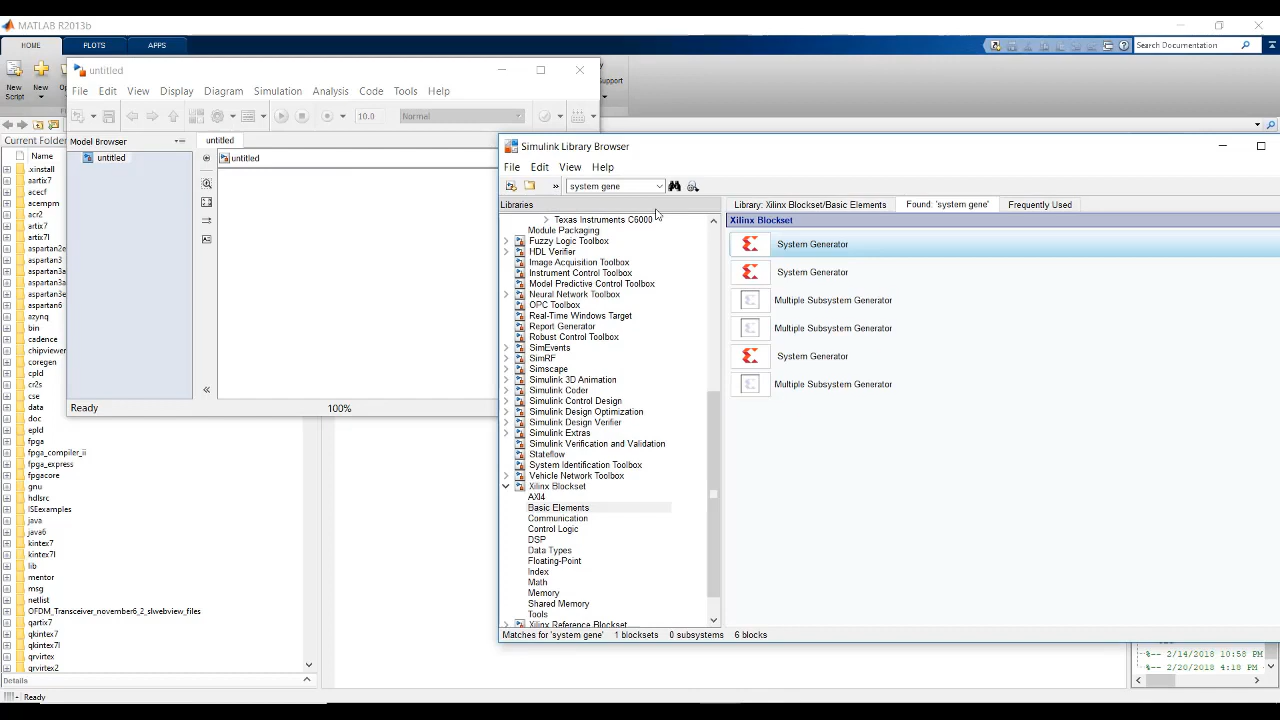 MATLAB R2013b
HOME
PLOTS
APPS
Search Documentation
New Script
New
Support
untitled
File Edit View Display Diagram Simulation Analysis Code Tools Help
10.0
Normal
Model Browser
untitled
untitled
untitled
Ready
100%
Current Folder
Name
.xinstall
aartix7
acecf
acempm
acr2
artix7
artix7l
aspartan2e
aspartan3
aspartan3a
aspartan3e
aspartan6
azynq
bin
cadence
chipviewer
coregen
cpld
cr2s
cse
data
doc
epld
fpga
fpga_compiler_ii
fpga_express
fpgacore
gnu
hdlsrc
ISEexamples
java
java6
kintex7
kintex7l
lib
mentor
msg
netlist
OFDM_Transceiver_november6_2_slwebview_files
qartix7
qkintex7
qkintex7l
qrvirtex
qrvirtex2
Details
Ready
Simulink Library Browser
File Edit View Help
»
system gene
Libraries
Texas Instruments C6000
Module Packaging
Fuzzy Logic Toolbox
HDL Verifier
Image Acquisition Toolbox
Instrument Control Toolbox
Model Predictive Control Toolbox
Neural Network Toolbox
OPC Toolbox
Real-Time Windows Target
Report Generator
Robust Control Toolbox
SimEvents
SimRF
Simscape
Simulink 3D Animation
Simulink Coder
Simulink Control Design
Simulink Design Optimization
Simulink Design Verifier
Simulink Extras
Simulink Verification and Validation
Stateflow
System Identification Toolbox
Vehicle Network Toolbox
Xilinx Blockset
AXI4
Basic Elements
Communication
Control Logic
DSP
Data Types
Floating-Point
Index
Math
Memory
Shared Memory
Tools
Xilinx Reference Blockset
Library: Xilinx Blockset/Basic Elements
Found: 'system gene'
Frequently Used
Xilinx Blockset
System Generator
System Generator
Multiple Subsystem Generator
Multiple Subsystem Generator
System Generator
Multiple Subsystem Generator
Matches for 'system gene' 1 blocksets 0 subsystems 6 blocks
%-- 2/14/2018 10:58 PM
%-- 2/20/2018 4:18 PM